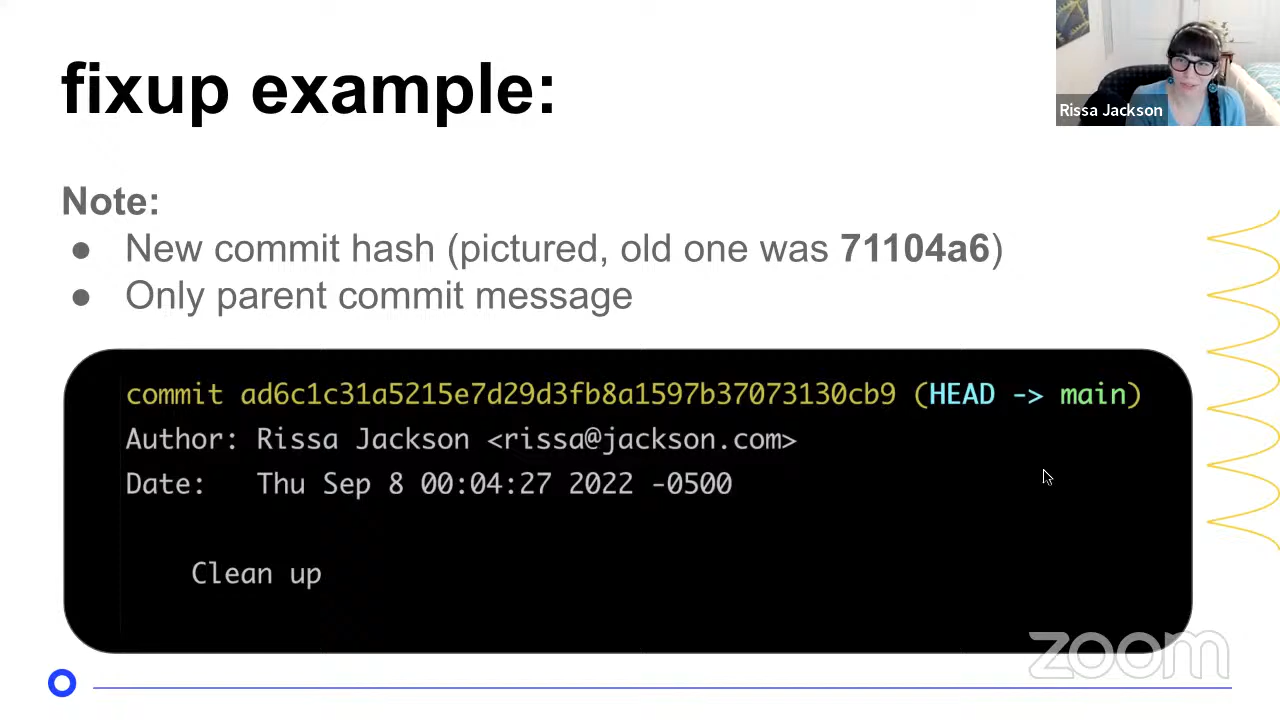 fixup example:
Rissa Jackson
Note:
● New commit hash (pictured, old one was 71104a6)
● Only parent commit message
commit ad6c1c31a5215e7d29d3fb8a1597b37073130cb9 (HEAD -> main)
Author: Rissa Jackson <rissa@jackson.com>
Date:   Thu Sep 8 00:04:27 2022 -0500
Clean up
zoom